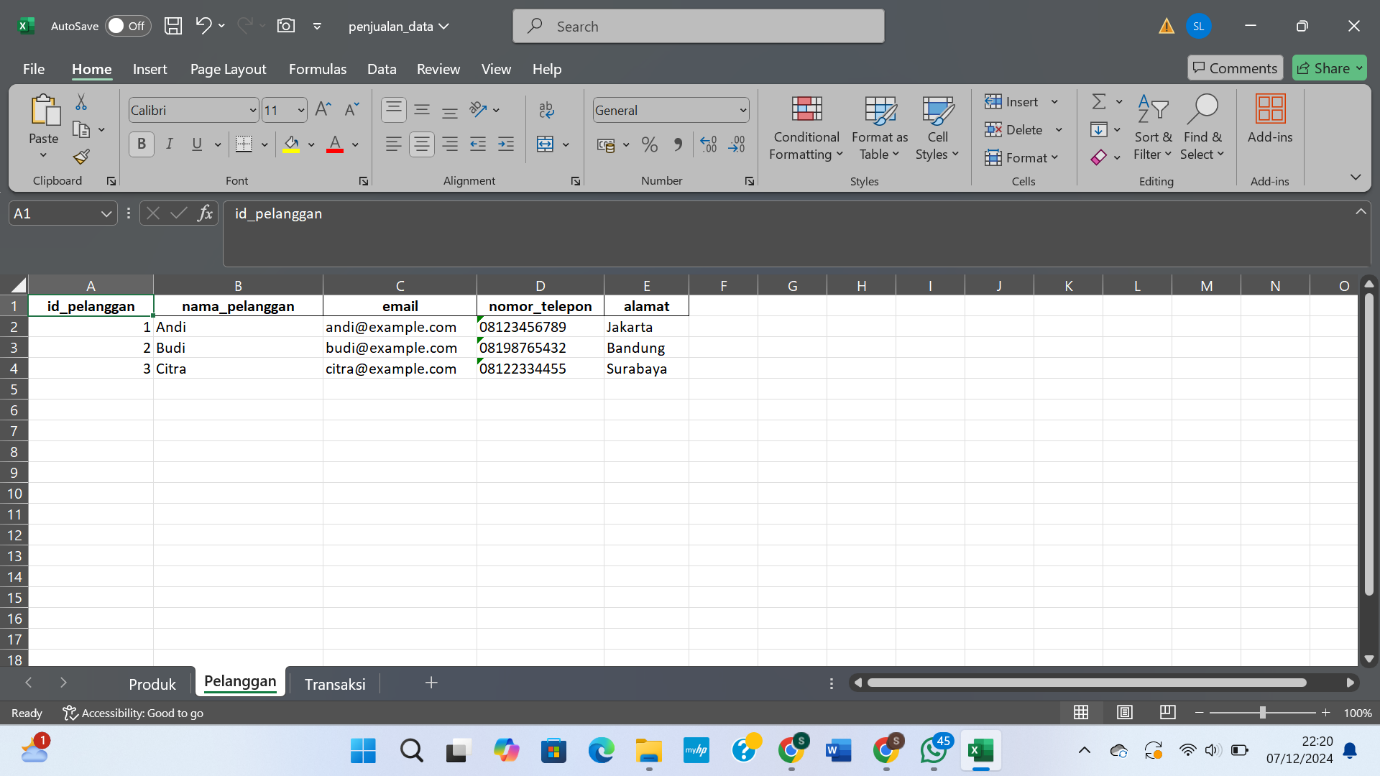 AutoSave Off penjualan_data Search SL
File Home Insert Page Layout Formulas Data Review View Help Comments Share
Paste Calibri 11 General Conditional Formatting Format as Table Cell Styles Insert Delete Format Sort & Filter Find & Select Add-ins
Clipboard Font Alignment Number Styles Cells Editing Add-ins
A1 fx id_pelanggan
A B C D E F G H I J K L M N O
1 id_pelanggan nama_pelanggan email nomor_telepon alamat
2 1 Andi andi@example.com 08123456789 Jakarta
3 2 Budi budi@example.com 08198765432 Bandung
4 3 Citra citra@example.com 08122334455 Surabaya
5
6
7
8
9
10
11
12
13
14
15
16
17
18
Produk Pelanggan Transaksi
Ready Accessibility: Good to go 100%
1 myhp S S 45 22:20
07/12/2024